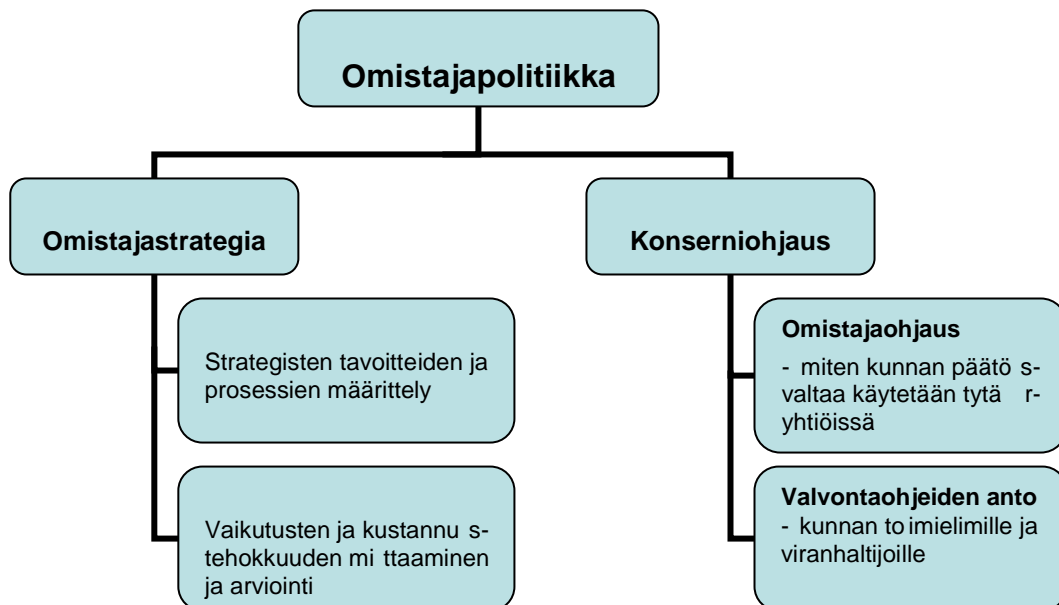 Omistajapolitiikka
Omistajastrategia
Strategisten tavoitteiden ja
prosessien määrittely
Vaikutusten ja kustannu s-
tehokkuuden mi ttaaminen
ja arviointi
Konserniohjaus
Omistajaohjaus
- miten kunnan päätö s-
valtaa käytetään tytä r-
yhtiöissä
Valvontaohjeiden anto
- kunnan to imielimille ja
viranhaltijoille